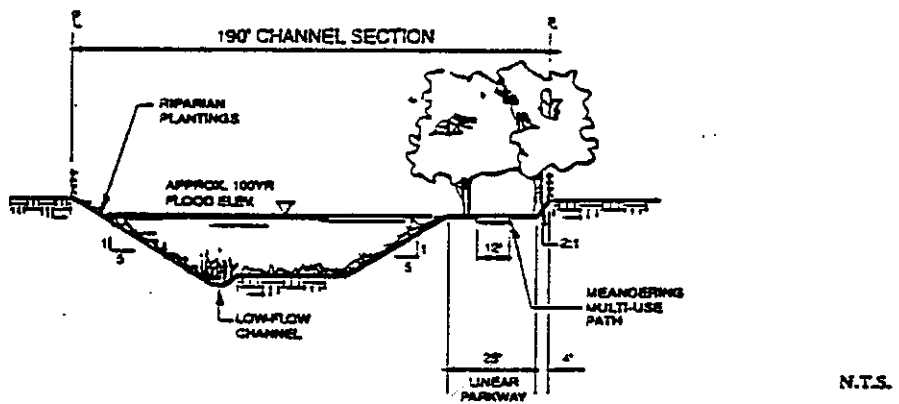 190' CHANNEL SECTION
RIPARIAN
PLANTINGS
APPROX. 100YR
FLOOD ELEV.
1
5
1
5
12'
2:1
LOW-FLOW
CHANNEL
MEANDERING
MULTI-USE
PATH
4'
LINEAR
PARKWAY
N.T.S.